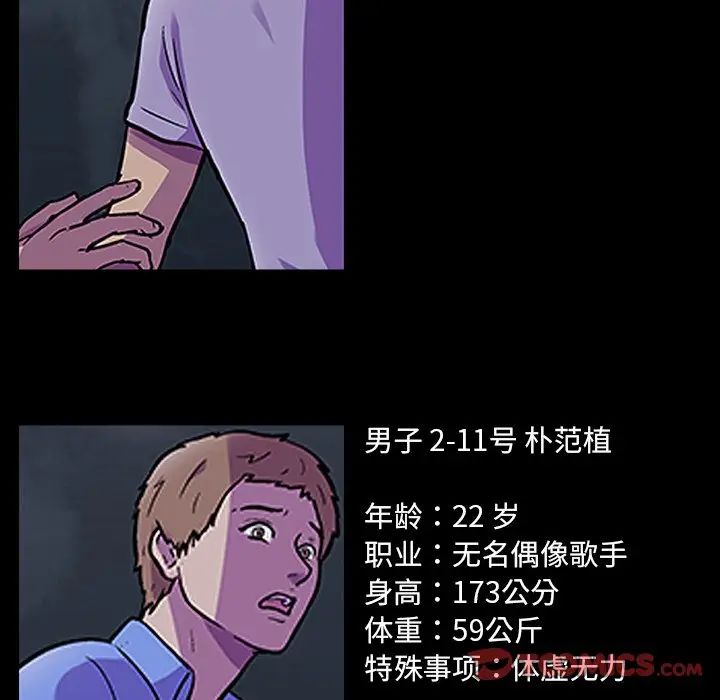 男子 2-11号 朴范植
年龄：22 岁
职业：无名偶像歌手
身高：173公分
体重：59公斤
特殊事项：体虚无力